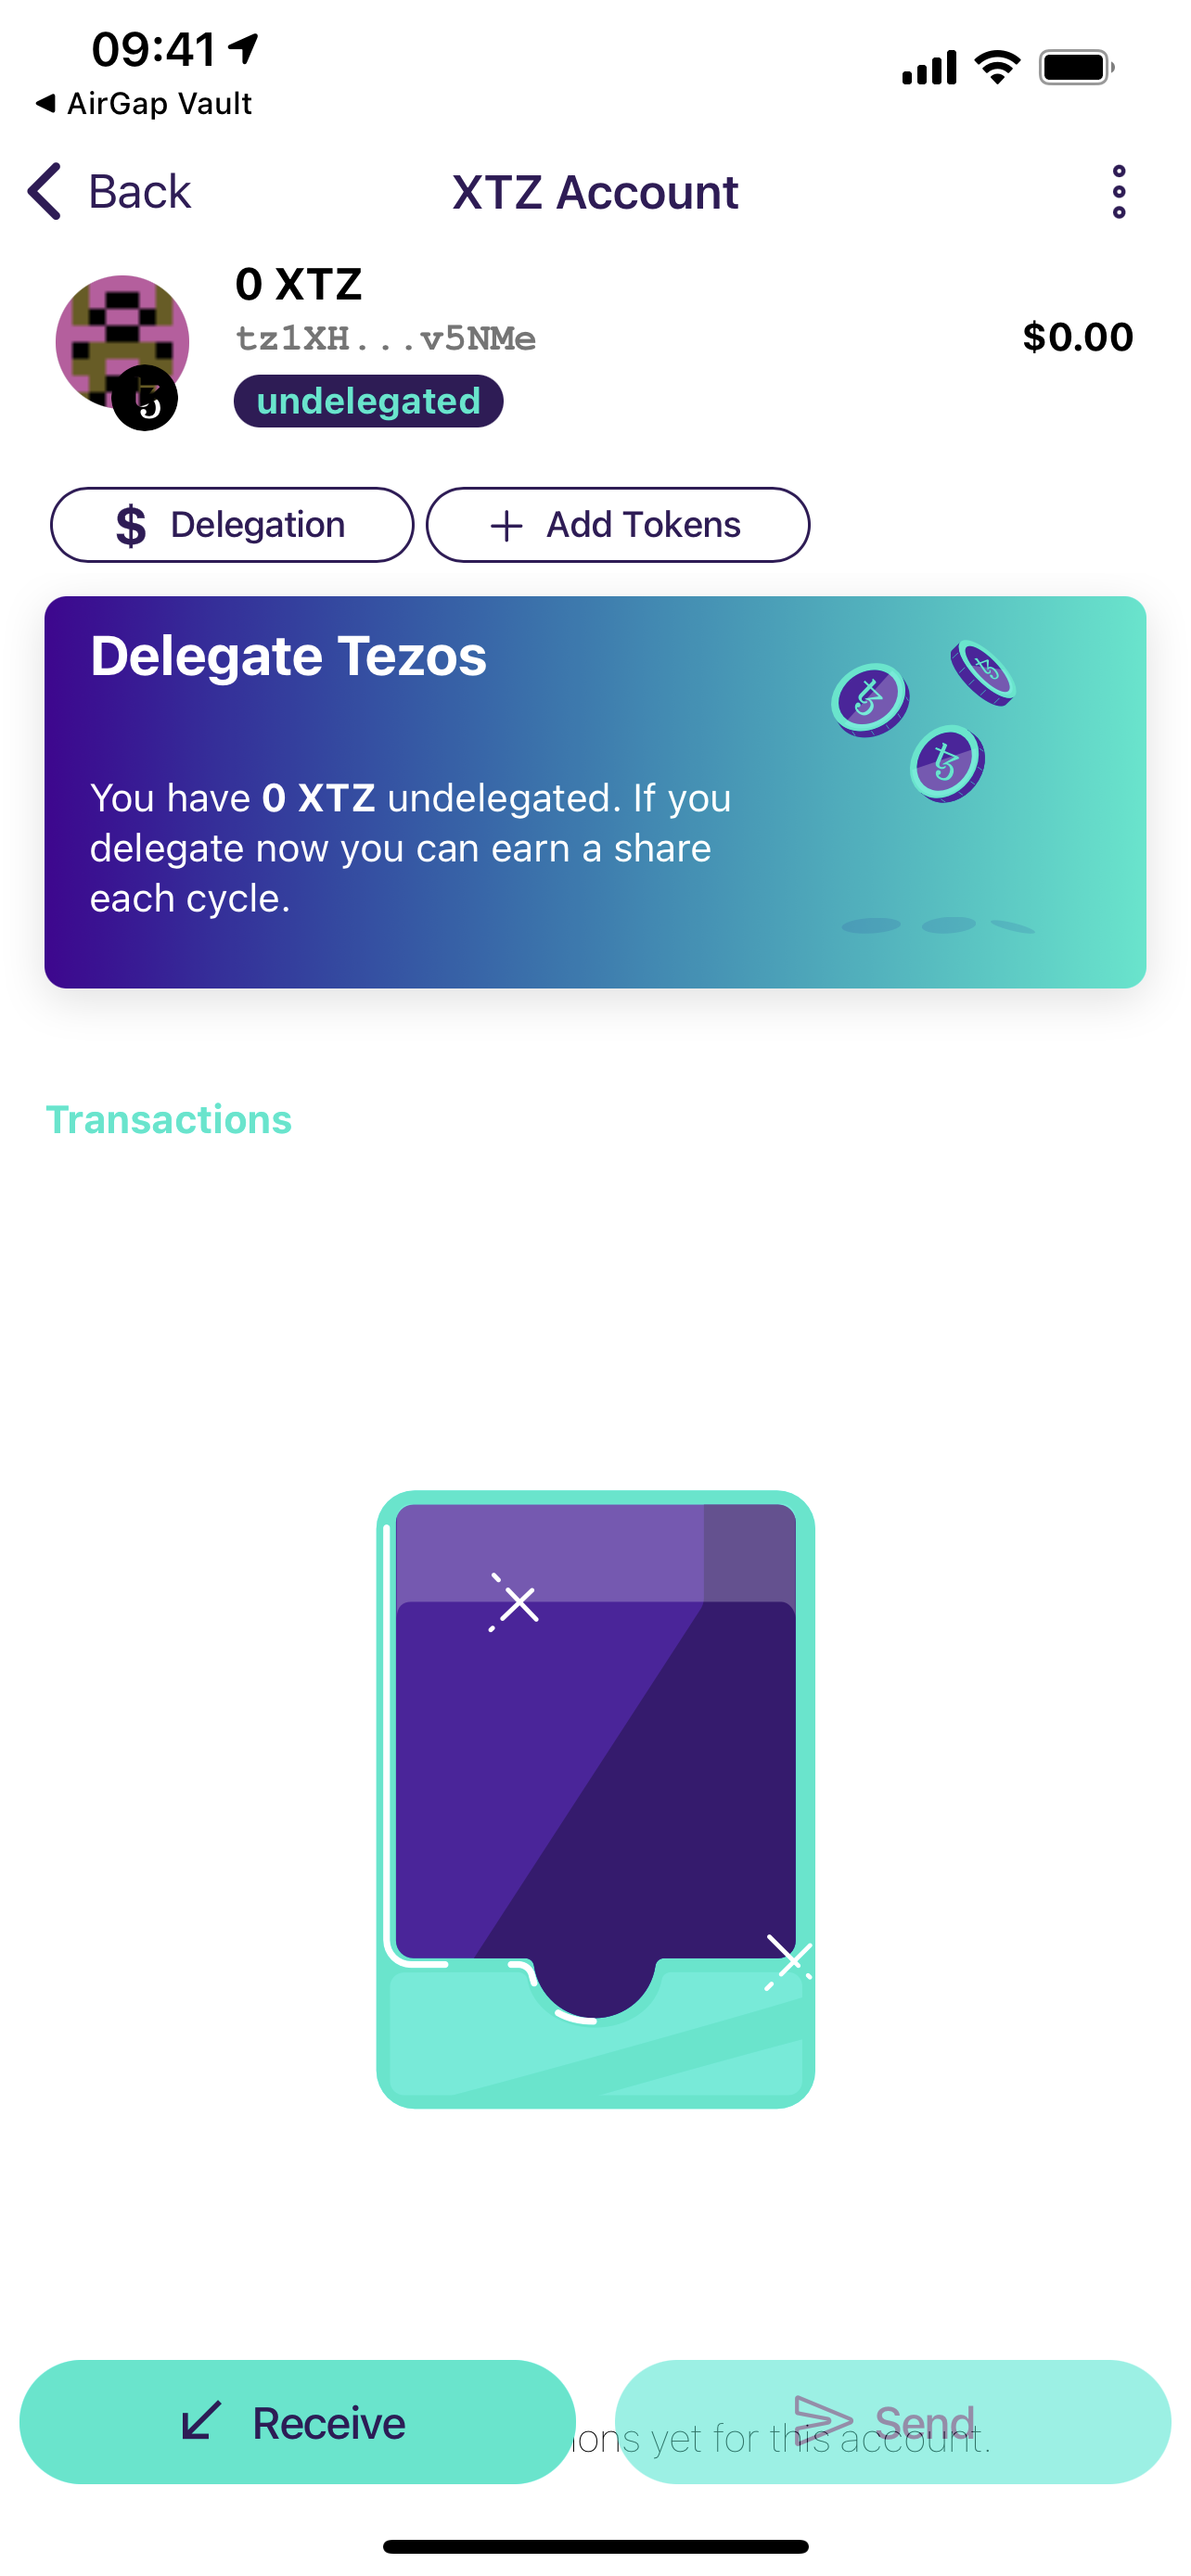 09:41
AirGap Vault
Back
XTZ Account
0 XTZ
tz1XH...v5NMe
$0.00
undelegated
$ Delegation
+ Add Tokens
Delegate Tezos
You have 0 XTZ undelegated. If you
delegate now you can earn a share
each cycle.
Transactions
Receive
Send
yet for this account.